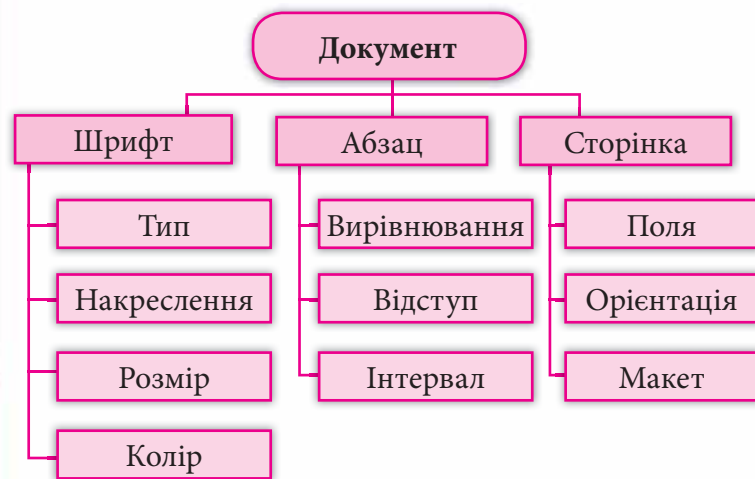 Документ
Шрифт
Абзац
Сторінка
Тип
Вирівнювання
Поля
Накреслення
Відступ
Орієнтація
Розмір
Інтервал
Макет
Колір